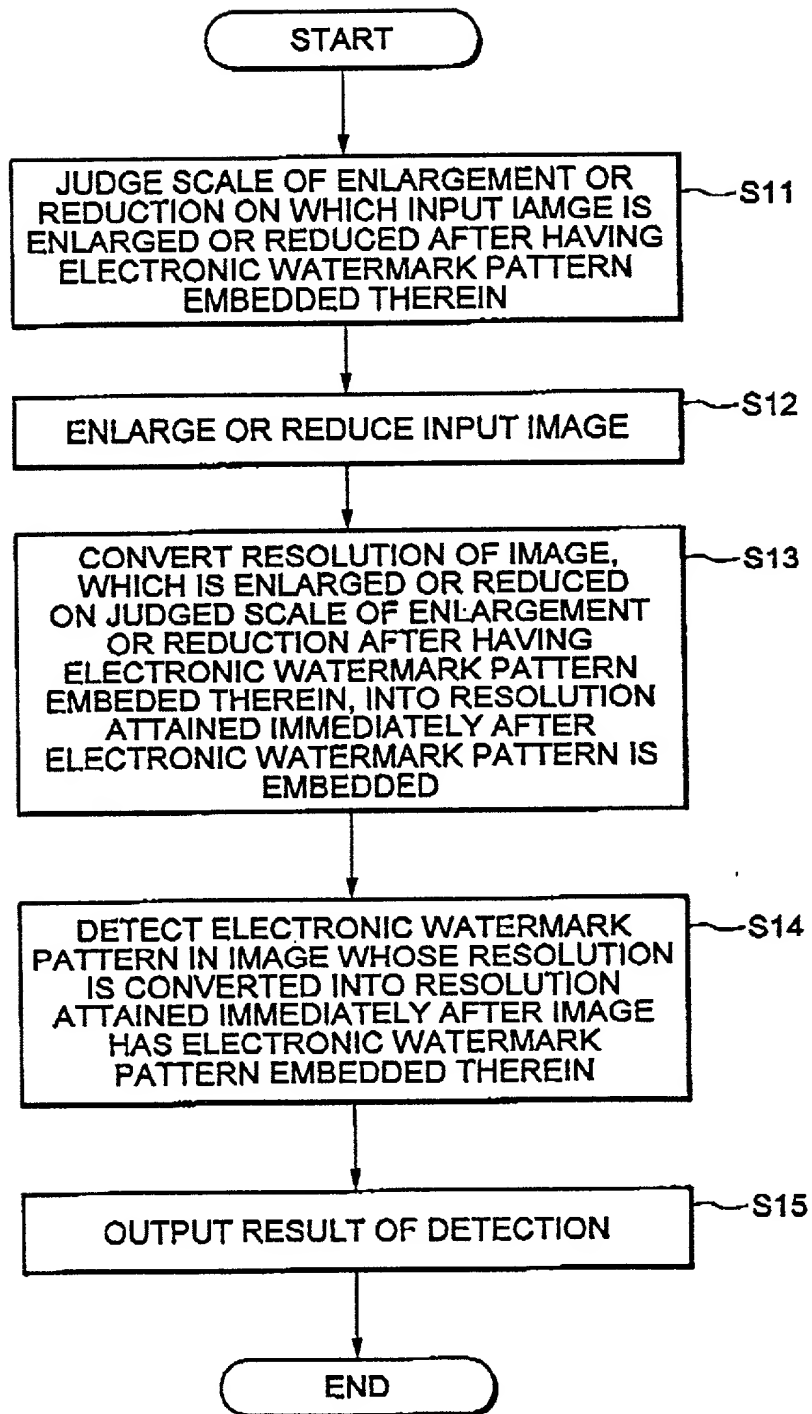 START
JUDGE SCALE OF ENLARGEMENT OR
REDUCTION ON WHICH INPUT IAMGE IS
ENLARGED OR REDUCED AFTER HAVING
ELECTRONIC WATERMARK PATTERN
EMBEDDED THEREIN
S11
ENLARGE OR REDUCE INPUT IMAGE
S12
CONVERT RESOLUTION OF IMAGE,
WHICH IS ENLARGED OR REDUCED
ON JUDGED SCALE OF ENLARGEMENT
OR REDUCTION AFTER HAVING
ELECTRONIC WATERMARK PATTERN
EMBEDED THEREIN, INTO RESOLUTION
ATTAINED IMMEDIATELY AFTER
ELECTRONIC WATERMARK PATTERN IS
EMBEDDED
S13
DETECT ELECTRONIC WATERMARK
PATTERN IN IMAGE WHOSE RESOLUTION
IS CONVERTED INTO RESOLUTION
ATTAINED IMMEDIATELY AFTER IMAGE
HAS ELECTRONIC WATERMARK
PATTERN EMBEDDED THEREIN
S14
OUTPUT RESULT OF DETECTION
S15
END